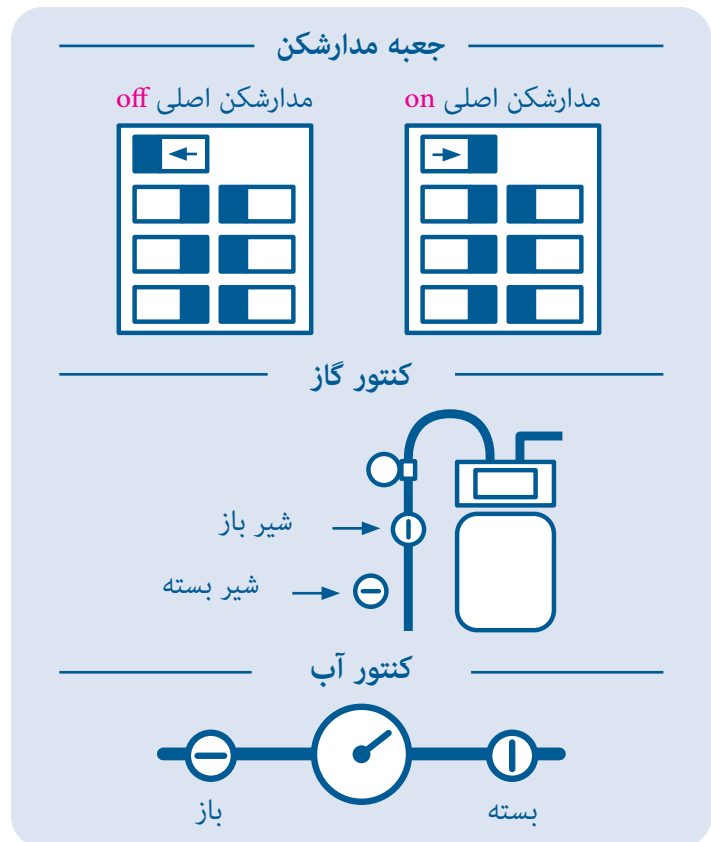 جعبه مدارشکن
مدارشکن اصلی on
مدارشکن اصلی off
کنتور گاز
شیر باز
شیر بسته
کنتور آب
بسته
باز